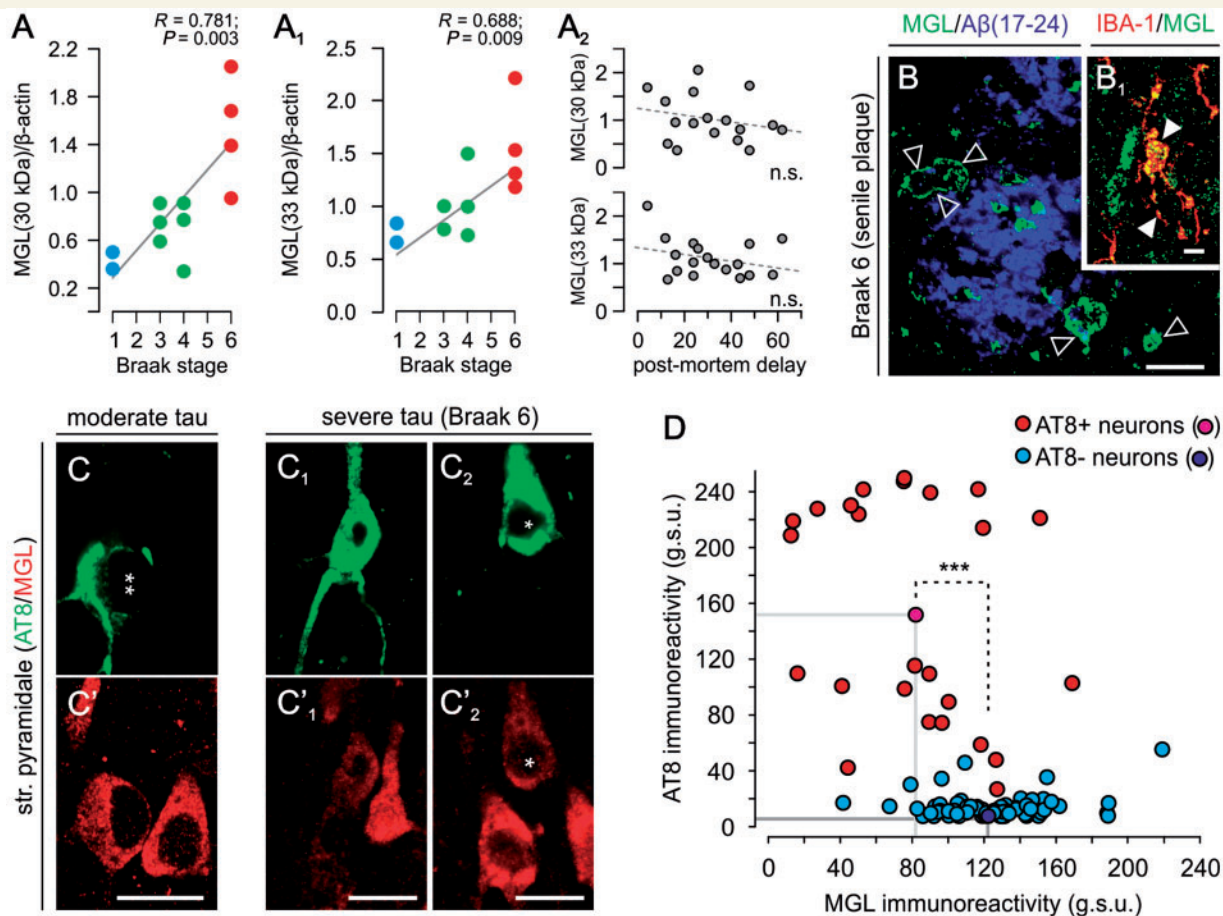 A
R = 0.781;
P = 0.003
MGL(30 kDa)/β-actin
2.2
1.8
1.4
1.0
0.6
0.2
1 2 3 4 5 6
Braak stage
A1
R = 0.688;
P = 0.009
MGL(33 kDa)/β-actin
2.5
2.0
1.5
1.0
0.5
0.0
1 2 3 4 5 6
Braak stage
A2
MGL(30 kDa)
2
1
0
n.s.
MGL(33 kDa)
2
1
0
n.s.
0 20 40 60
post-mortem delay
MGL/Aβ(17-24)
IBA-1/MGL
Braak 6 (senile plaque)
B
B1
moderate tau
severe tau (Braak 6)
str. pyramidale (AT8/MGL)
C
**
C1
C2
*
C'
C'1
C'2
*
D
AT8+ neurons ( )
AT8- neurons ( )
AT8 immunoreactivity (g.s.u.)
240
200
160
120
80
40
0
***
0 40 80 120 160 200 240
MGL immunoreactivity (g.s.u.)